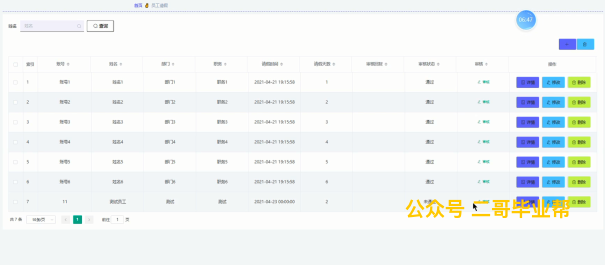 首页 员工请假
姓名 姓名 查询
06:47
索引 账号 姓名 部门 职务 请假时间 请假天数 审核回复 审核状态 审核 操作
1 账号1 姓名1 部门1 职务1 2021-04-21 19:15:58 1 通过 审核 详情 修改 删除
2 账号2 姓名2 部门2 职务2 2021-04-21 19:15:58 2 通过 审核 详情 修改 删除
3 账号3 姓名3 部门3 职务3 2021-04-21 19:15:58 3 通过 审核 详情 修改 删除
4 账号4 姓名4 部门4 职务4 2021-04-21 19:15:58 4 通过 审核 详情 修改 删除
5 账号5 姓名5 部门5 职务5 2021-04-21 19:15:58 5 通过 审核 详情 修改 删除
6 账号6 姓名6 部门6 职务6 2021-04-21 19:15:58 6 通过 审核 详情 修改 删除
7 11 测试员工 测试 测试 2021-04-23 00:00:00 2
公众号 二哥毕业帮
共 7 条 10条/页 1 前往 1 页